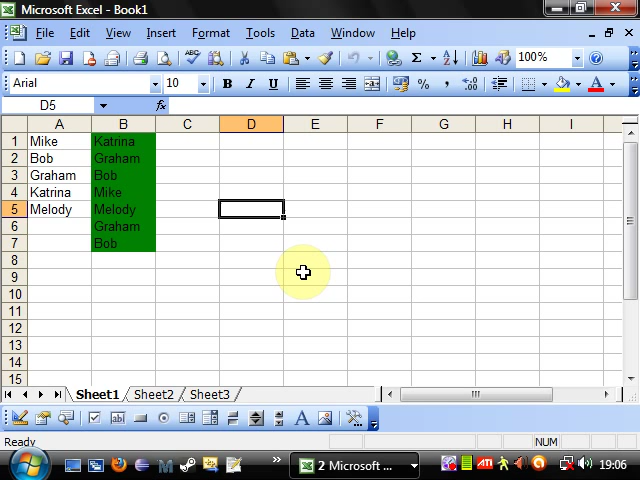 Microsoft Excel - Book1
File Edit View Insert Format Tools Data Window Help
100%
Arial 10 B I U
D5 fx
A B C D E F G H I
1 Mike Katrina
2 Bob Graham
3 Graham Bob
4 Katrina Mike
5 Melody Melody
6 Graham
7 Bob
8
9
10
11
12
13
14
15
Sheet1 Sheet2 Sheet3
Ready NUM
2 Microsoft ... 19:06